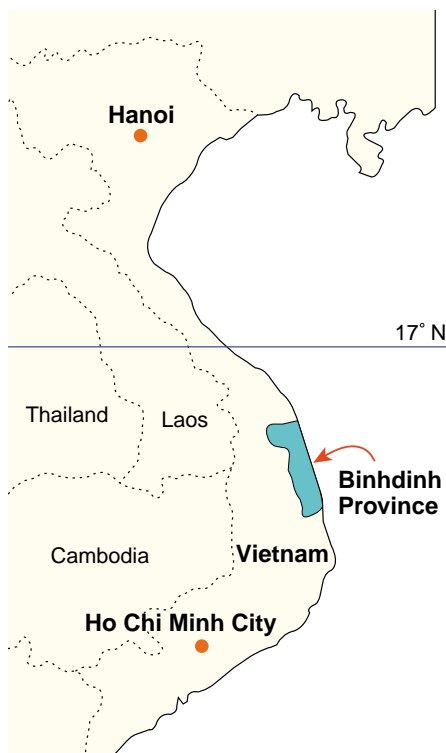 Hanoi
17° N
Thailand
Laos
Binhdinh
Province
Cambodia
Vietnam
Ho Chi Minh City